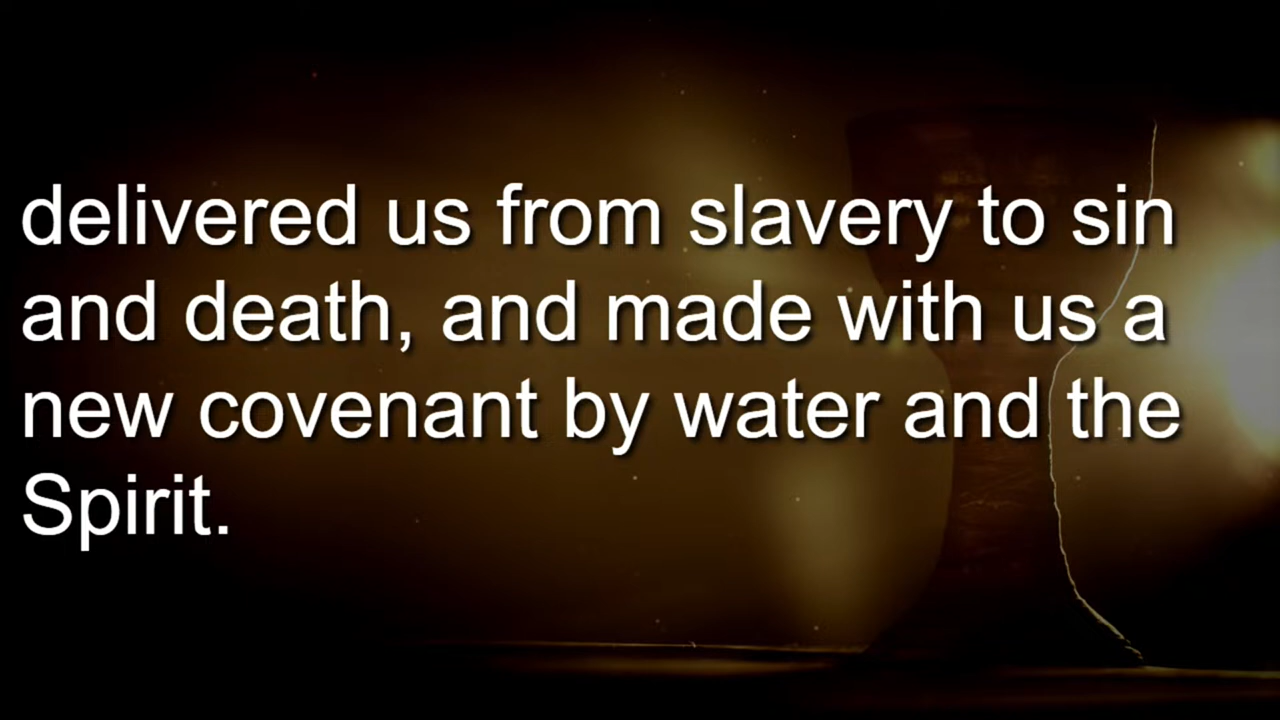 delivered us from slavery to sin
and death, and made with us a
new covenant by water and the
Spirit.